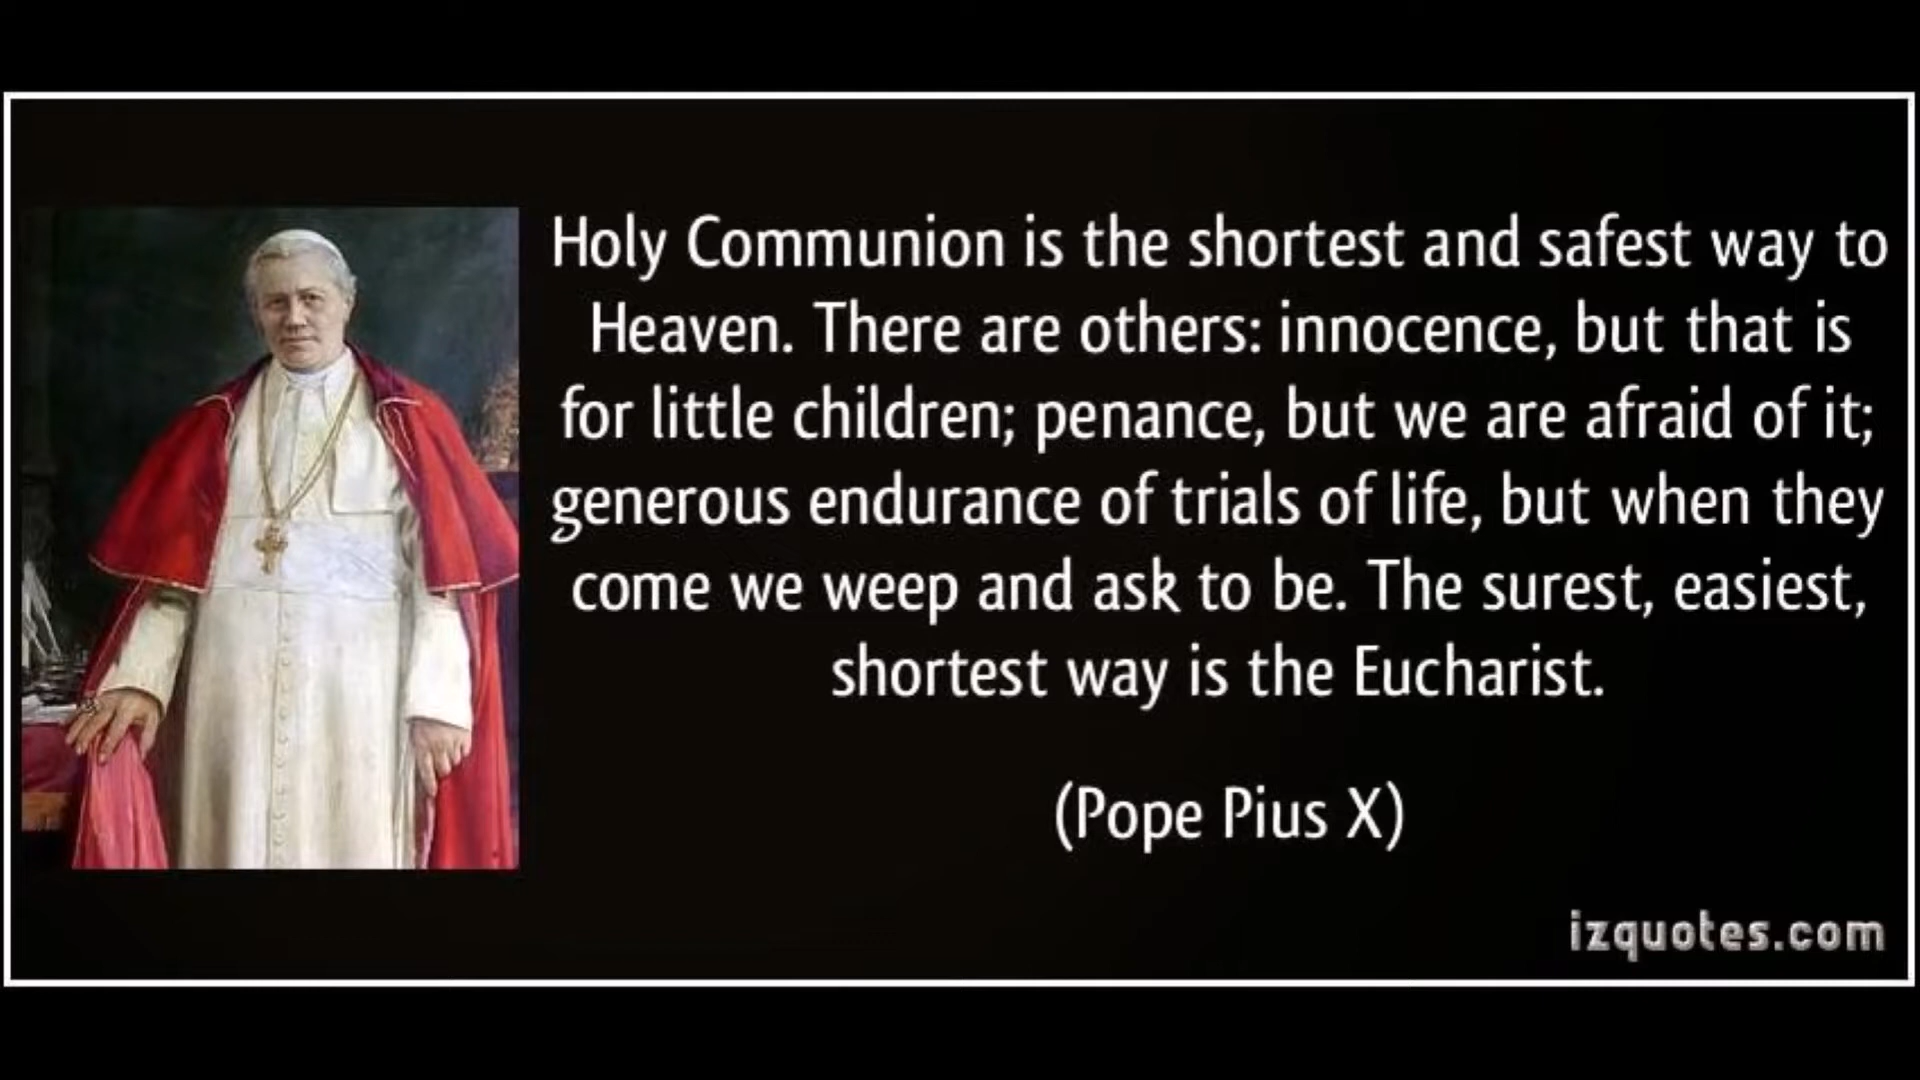 Holy Communion is the shortest and safest way to
Heaven. There are others: innocence, but that is
for little children; penance, but we are afraid of it;
generous endurance of trials of life, but when they
come we weep and ask to be. The surest, easiest,
shortest way is the Eucharist.
(Pope Pius X)
izquotes.com